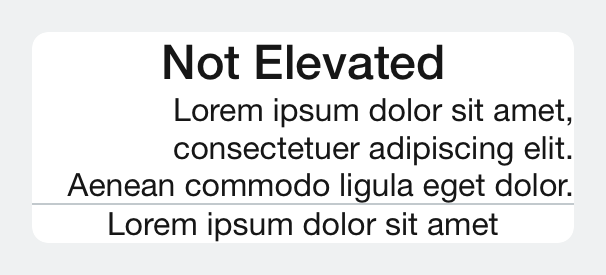 Not Elevated
Lorem ipsum dolor sit amet,
consectetuer adipiscing elit.
Aenean commodo ligula eget dolor.
Lorem ipsum dolor sit amet